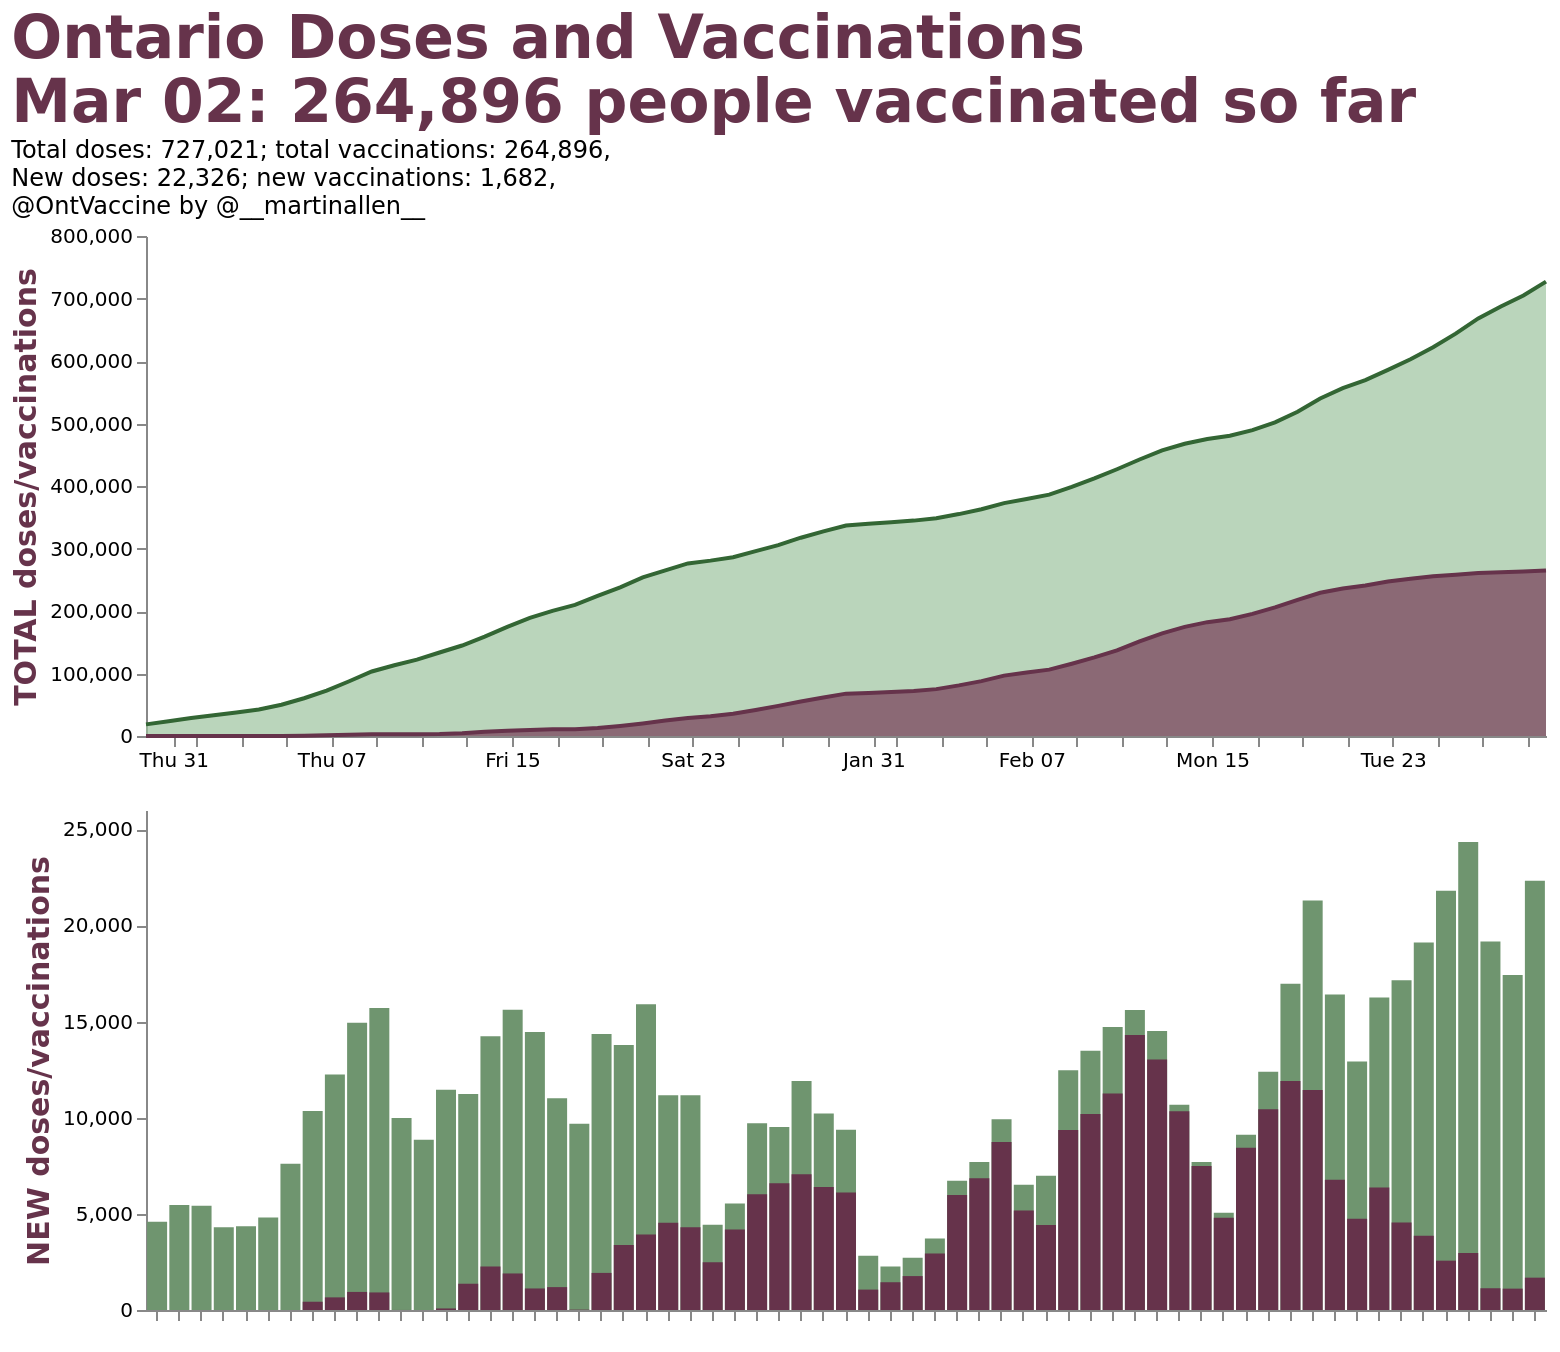 Ontario Doses and Vaccinations
Mar 02: 264,896 people vaccinated so far
Total doses: 727,021; total vaccinations: 264,896,
New doses: 22,326; new vaccinations: 1,682,
@OntVaccine by @__martinallen__
TOTAL doses/vaccinations
800,000
700,000
600,000
500,000
400,000
300,000
200,000
100,000
0
Thu 31 Thu 07 Fri 15 Sat 23 Jan 31 Feb 07 Mon 15 Tue 23
NEW doses/vaccinations
25,000
20,000
15,000
10,000
5,000
0